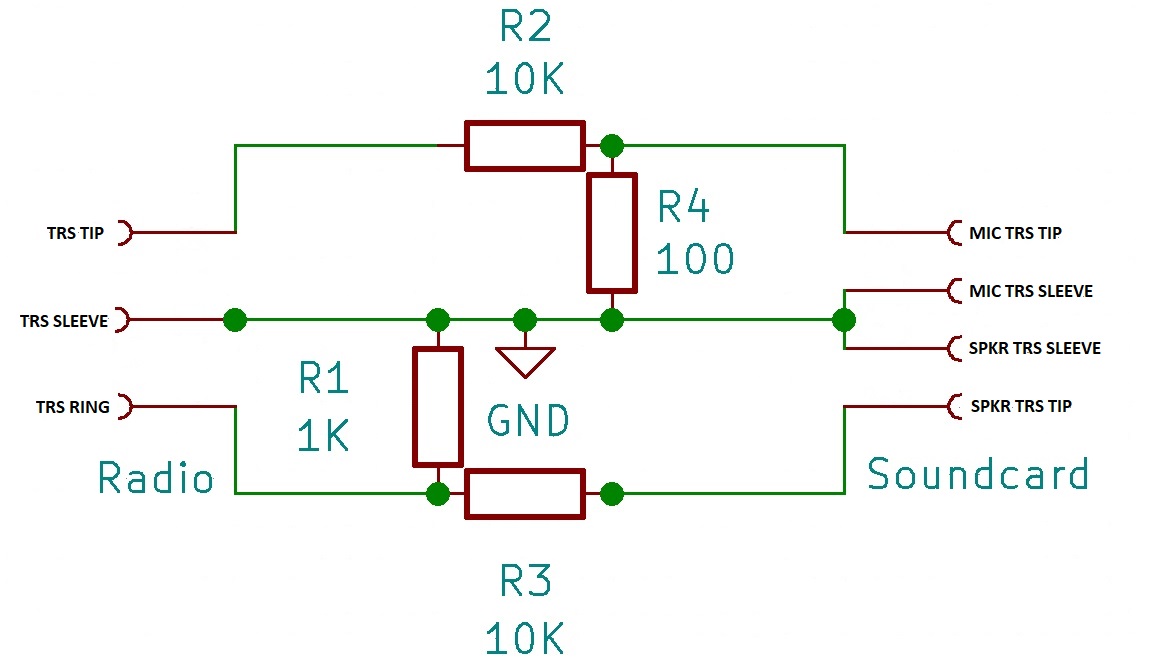 R2
10K
R4
100
TRS TIP
MIC TRS TIP
MIC TRS SLEEVE
TRS SLEEVE
SPKR TRS SLEEVE
R1
1K
GND
TRS RING
SPKR TRS TIP
Radio
Soundcard
R3
10K